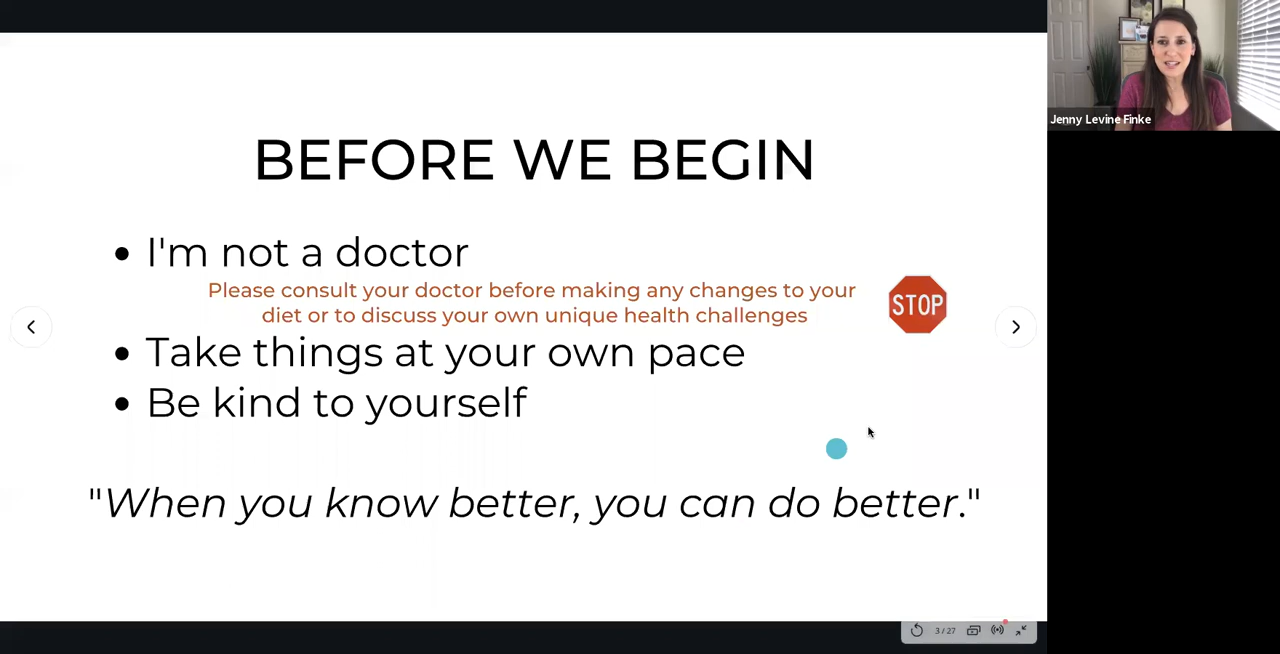 BEFORE WE BEGIN
• I'm not a doctor
Please consult your doctor before making any changes to your
diet or to discuss your own unique health challenges
STOP
• Take things at your own pace
• Be kind to yourself
"When you know better, you can do better."
Jenny Levine Finke
3 / 27